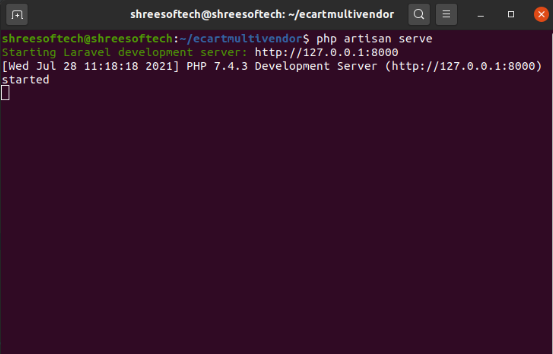 shreesoftech@shreesoftech: ~/ecartmultivendor
shreesoftech@shreesoftech:~/ecartmultivendor$ php artisan serve
Starting Laravel development server: http://127.0.0.1:8000
[Wed Jul 28 11:18:18 2021] PHP 7.4.3 Development Server (http://127.0.0.1:8000)
started